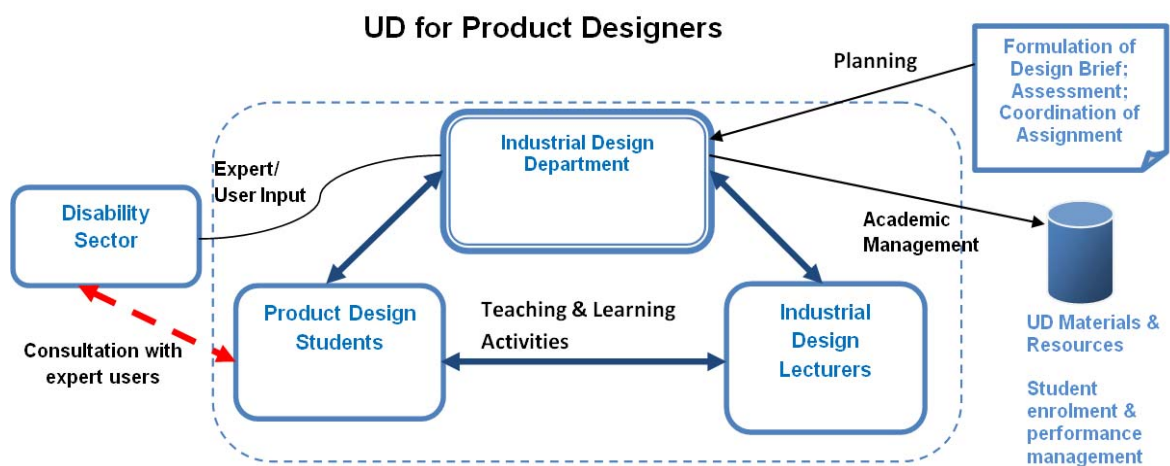 UD for Product Designers
Planning
Formulation of
Design Brief;
Assessment;
Coordination of
Assignment
Industrial Design
Department
Expert/
User Input
Disability
Sector
Academic
Management
Product Design
Students
Teaching & Learning
Activities
Industrial
Design
Lecturers
Consultation with
expert users
UD Materials &
Resources
Student
enrolment &
performance
management